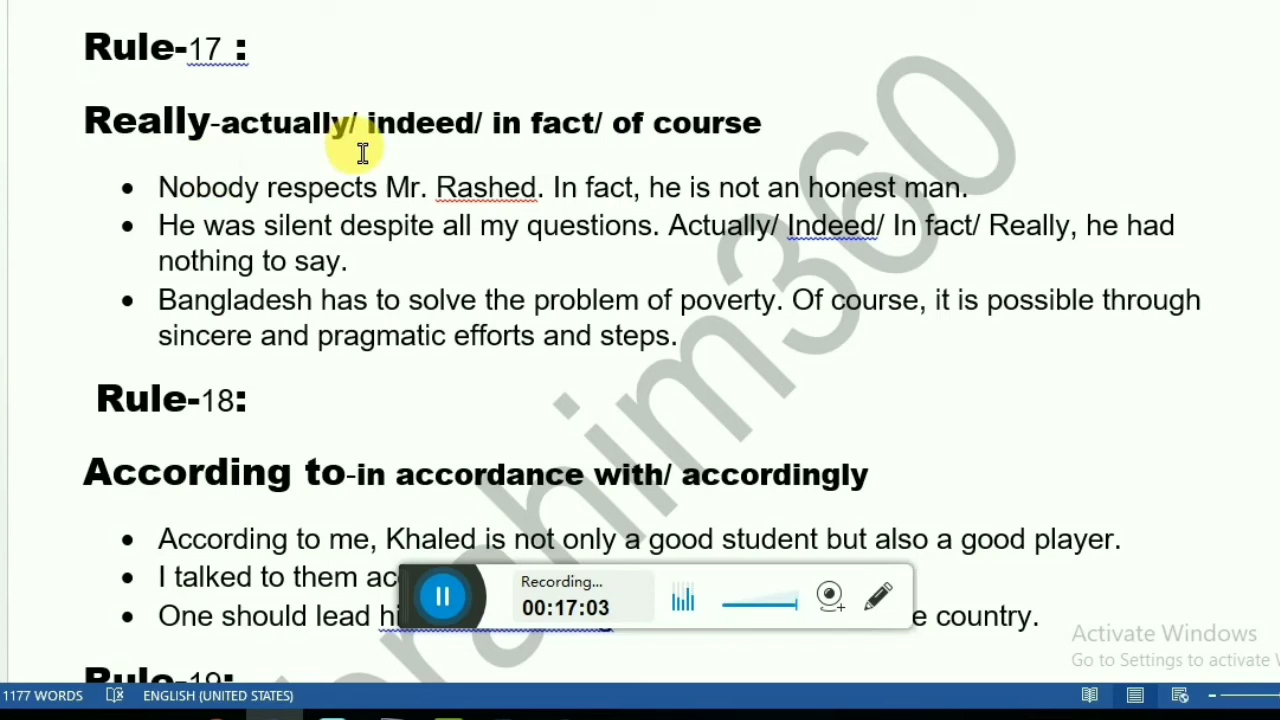 Rule-17 :
Really-actually/ indeed/ in fact/ of course
• Nobody respects Mr. Rashed. In fact, he is not an honest man.
• He was silent despite all my questions. Actually/ Indeed/ In fact/ Really, he had
nothing to say.
• Bangladesh has to solve the problem of poverty. Of course, it is possible through
sincere and pragmatic efforts and steps.
Rule-18:
According to-in accordance with/ accordingly
• According to me, Khaled is not only a good student but also a good player.
• I talked to them
• One should lead country.
Recording...
00:17:03
Rule-19:
Activate Windows
Go to Settings to activate
1177 WORDS ENGLISH (UNITED STATES)